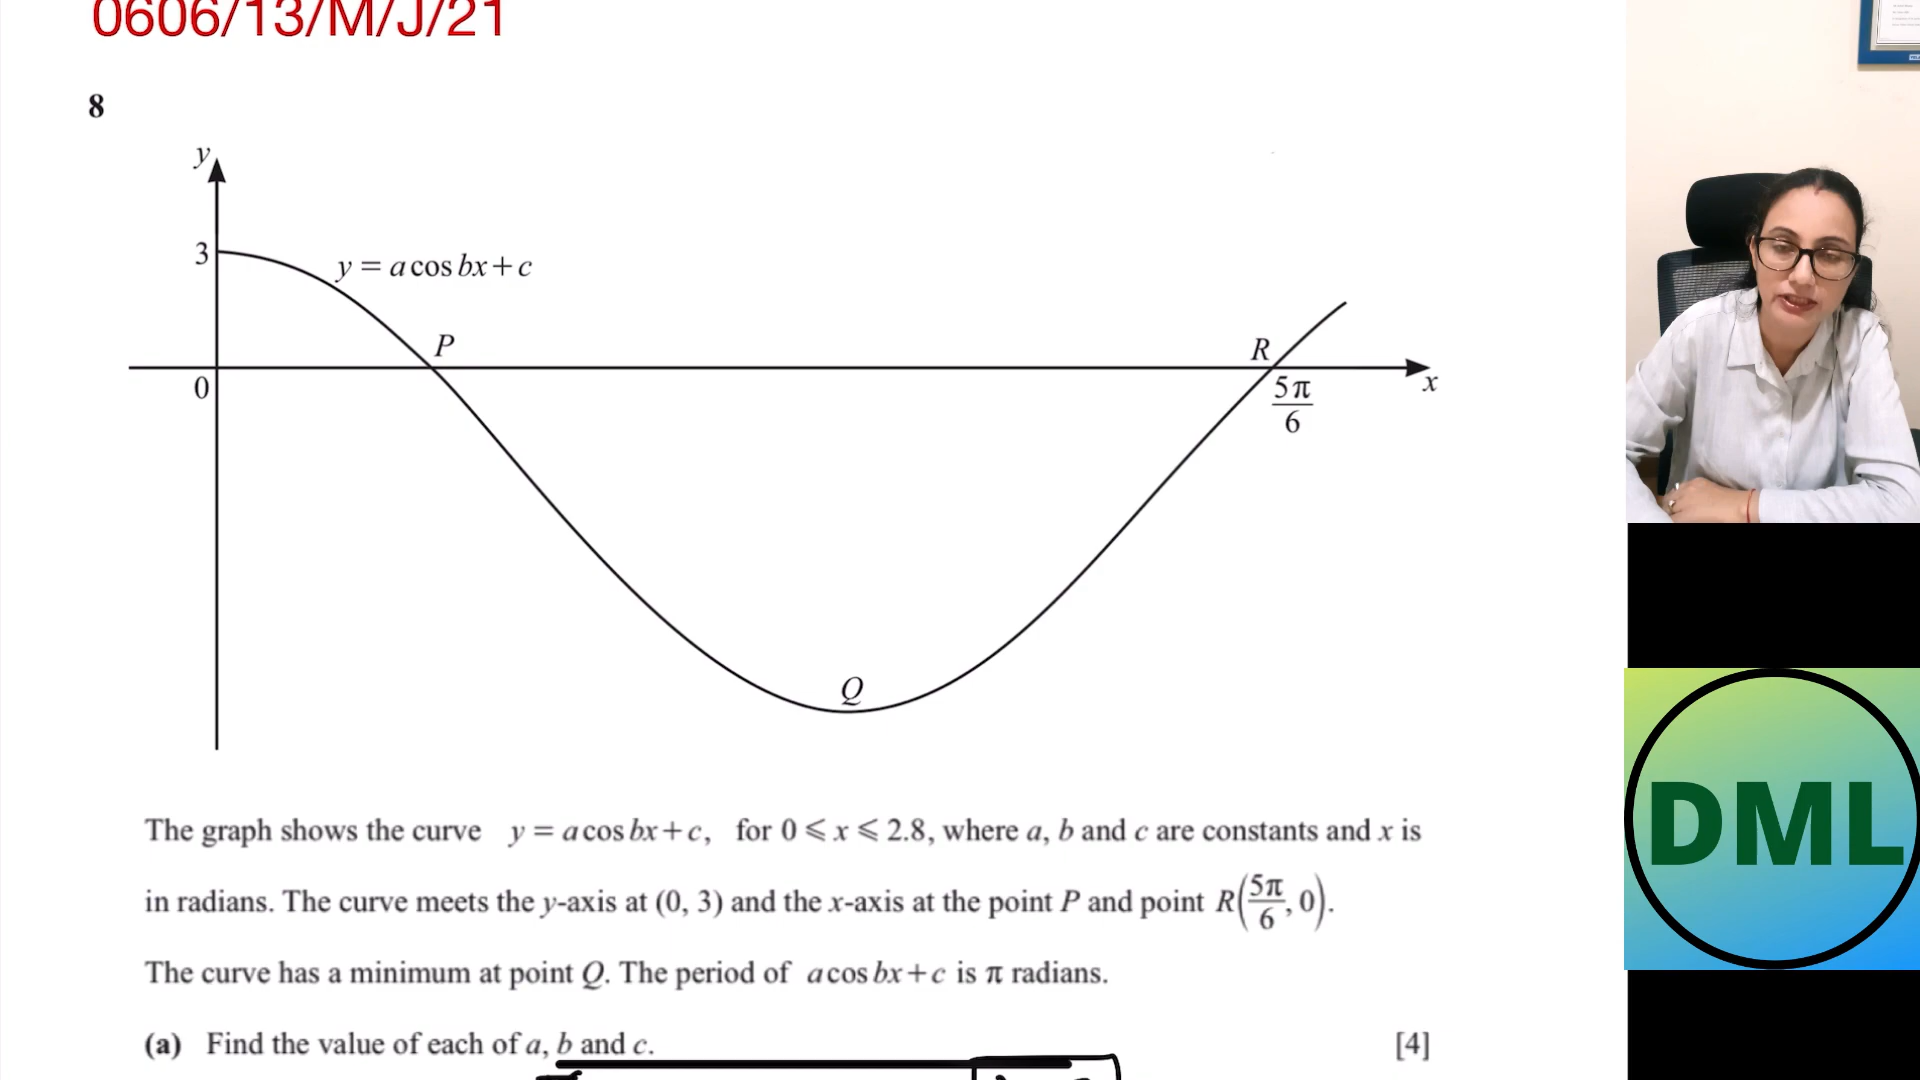 0606/13/M/J/21
8
y
3
y = a cos bx + c
P
R
0
5π/6
x
Q
The graph shows the curve y = a cos bx + c, for 0 ⩽ x ⩽ 2.8, where a, b and c are constants and x is
in radians. The curve meets the y-axis at (0, 3) and the x-axis at the point P and point R(5π/6, 0).
The curve has a minimum at point Q. The period of a cos bx + c is π radians.
(a) Find the value of each of a, b and c. [4]
DML